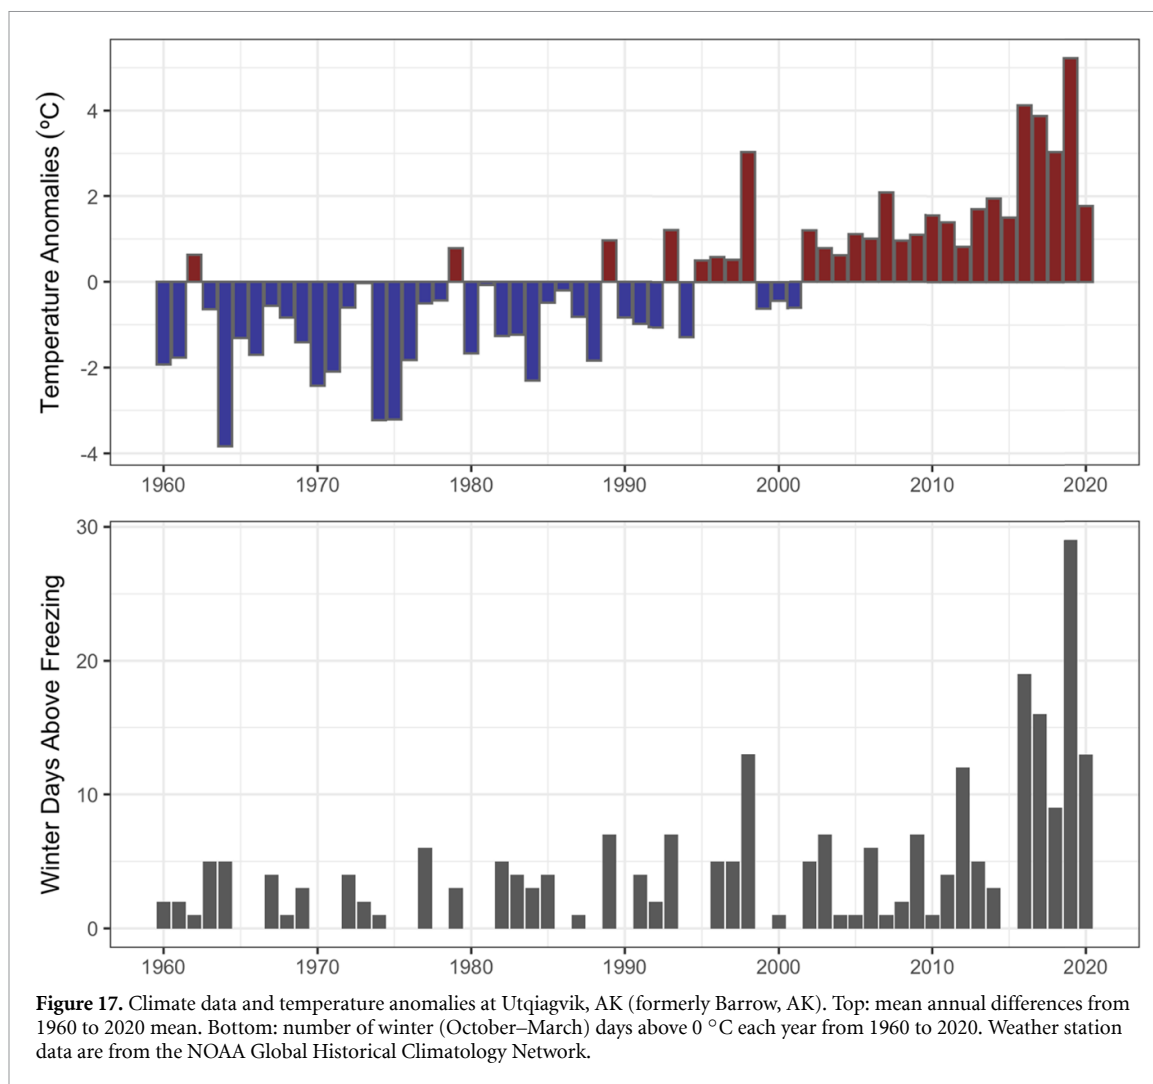 Temperature Anomalies (ºC)
4
2
0
-2
-4
1960 1970 1980 1990 2000 2010 2020
Winter Days Above Freezing
30
20
10
0
1960 1970 1980 1990 2000 2010 2020
Figure 17. Climate data and temperature anomalies at Utqiagvik, AK (formerly Barrow, AK). Top: mean annual differences from
1960 to 2020 mean. Bottom: number of winter (October–March) days above 0 °C each year from 1960 to 2020. Weather station
data are from the NOAA Global Historical Climatology Network.